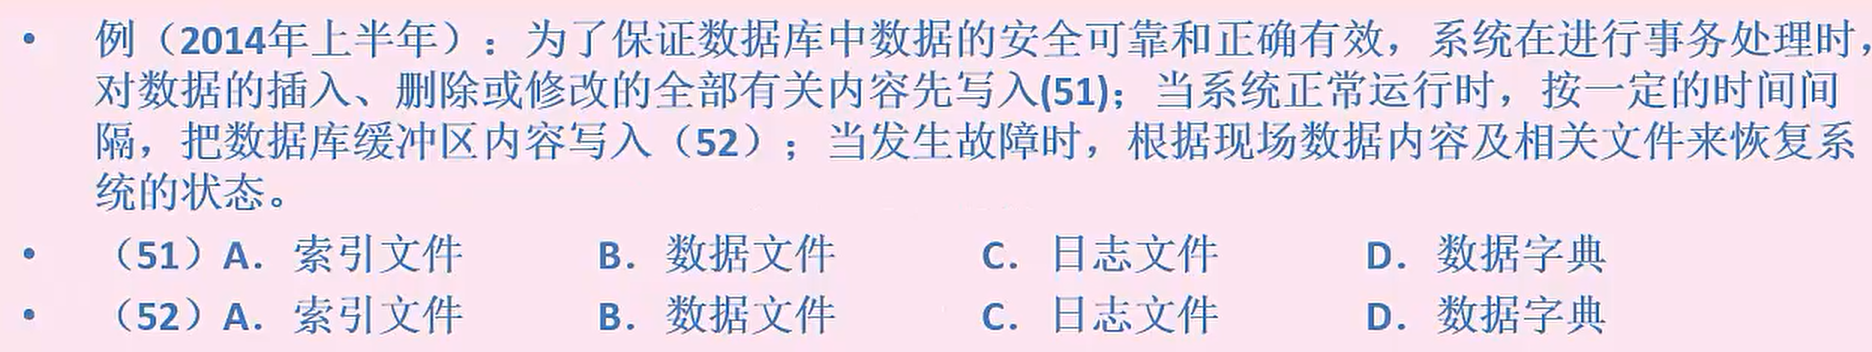 • 例（2014年上半年）：为了保证数据库中数据的安全可靠和正确有效，系统在进行事务处理时，
对数据的插入、删除或修改的全部有关内容先写入(51)；当系统正常运行时，按一定的时间间
隔，把数据库缓冲区内容写入（52）；当发生故障时，根据现场数据内容及相关文件来恢复系
统的状态。
• （51）A．索引文件 B．数据文件 C．日志文件 D．数据字典
• （52）A．索引文件 B．数据文件 C．日志文件 D．数据字典